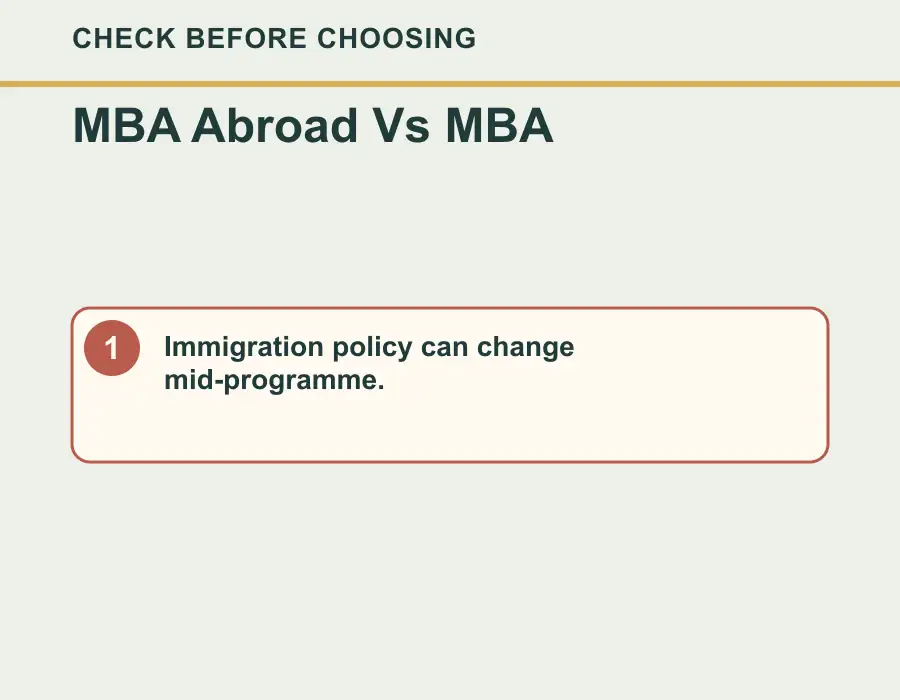 CHECK BEFORE CHOOSING
MBA Abroad Vs MBA
1
Immigration policy can change
mid-programme.